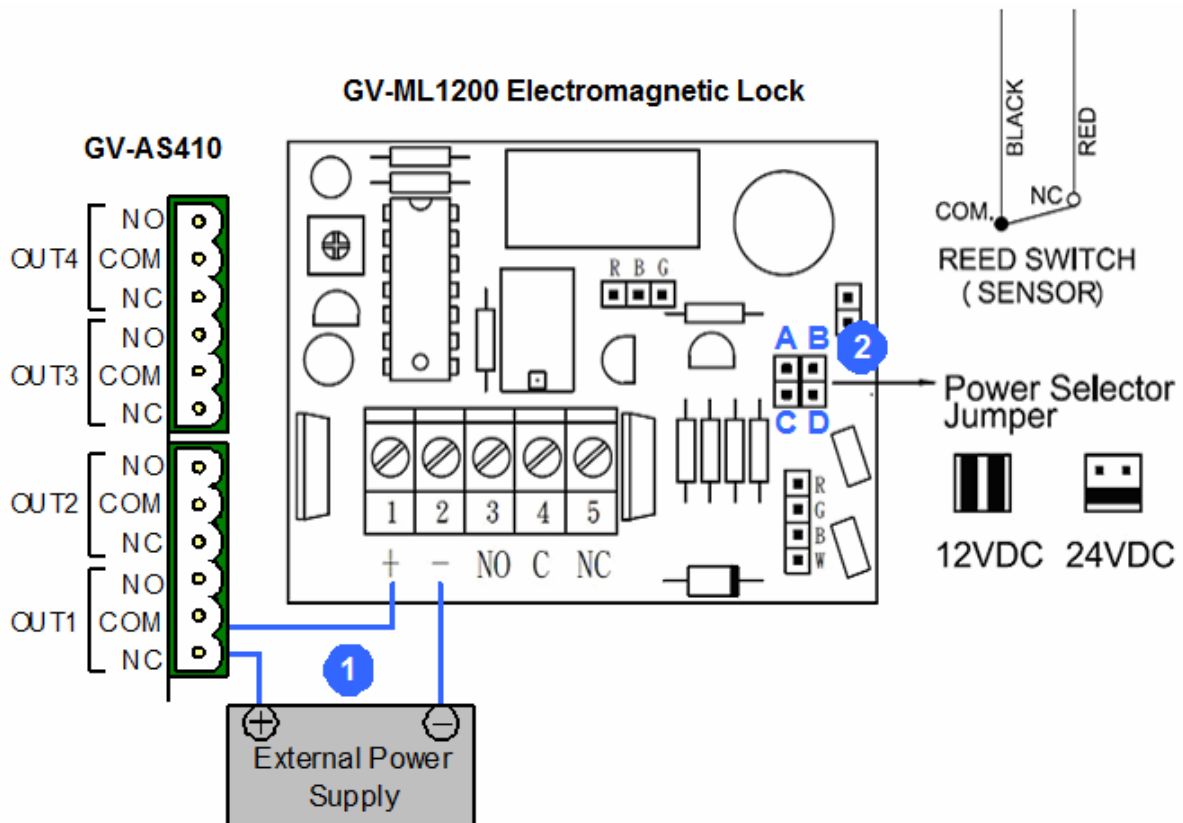 GV-ML1200 Electromagnetic Lock
GV-AS410
OUT4
NO
COM
NC
OUT3
NO
COM
NC
OUT2
NO
COM
NC
OUT1
NO
COM
NC
R B G
A B
C D
2
1 2 3 4 5
+ - NO C NC
R
G
B
W
1
+ -
External Power
Supply
BLACK
RED
COM.
NC
REED SWITCH
( SENSOR)
Power Selector
Jumper
12VDC 24VDC